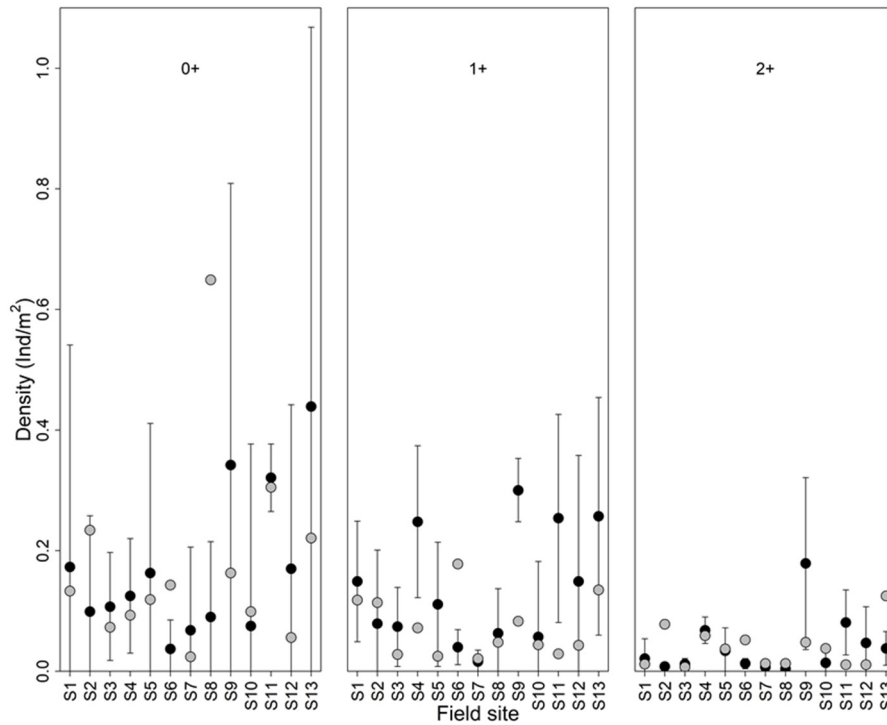 0+
1+
2+
Density (Ind/m²)
0.0
0.2
0.4
0.6
0.8
1.0
S1 S2 S3 S4 S5 S6 S7 S8 S9 S10 S11 S12 S13
S1 S2 S3 S4 S5 S6 S7 S8 S9 S10 S11 S12 S13
S1 S2 S3 S4 S5 S6 S7 S8 S9 S10 S11 S12 S13
Field site